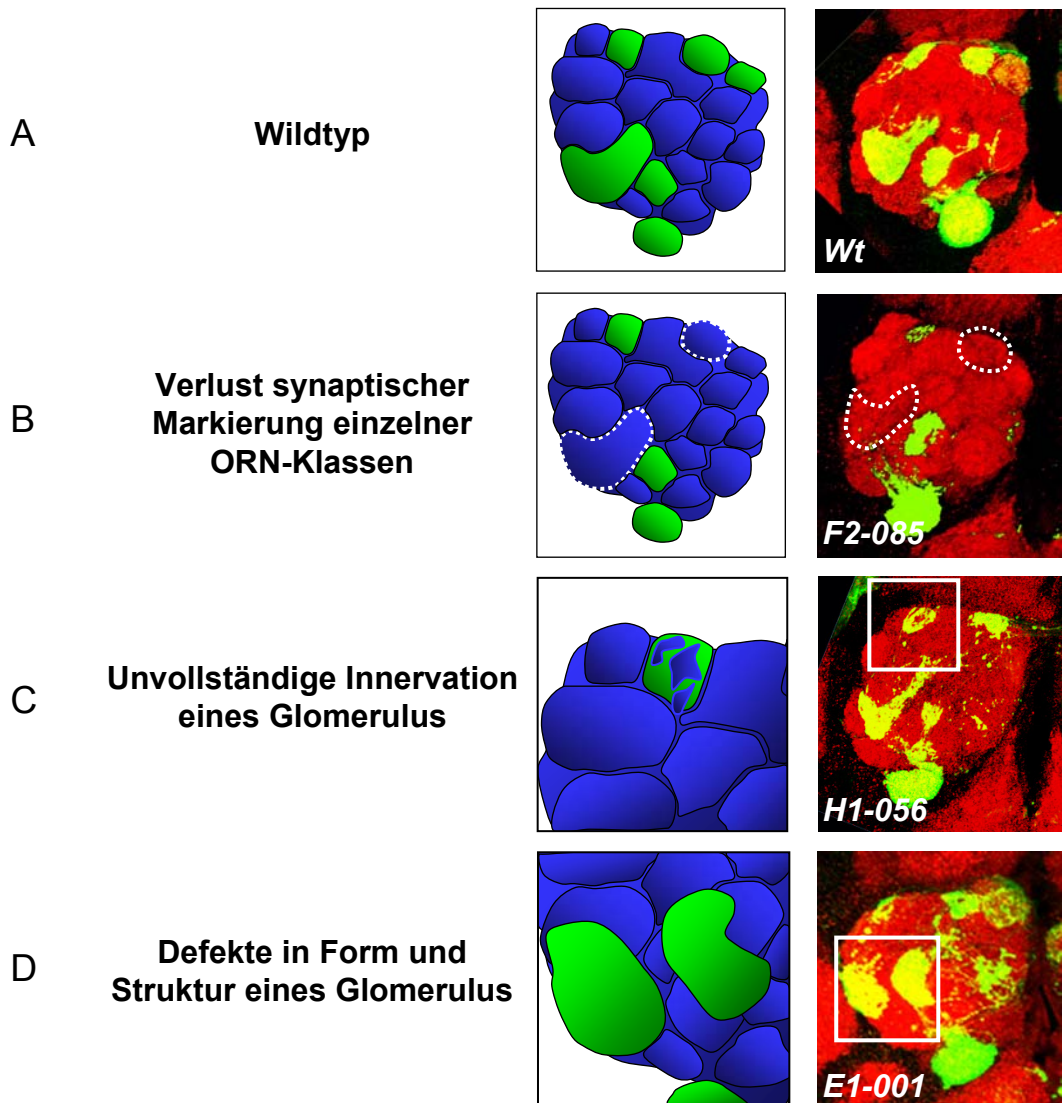 A
Wildtyp
Wt
B
Verlust synaptischer
Markierung einzelner
ORN-Klassen
F2-085
C
Unvollständige Innervation
eines Glomerulus
H1-056
D
Defekte in Form und
Struktur eines Glomerulus
E1-001